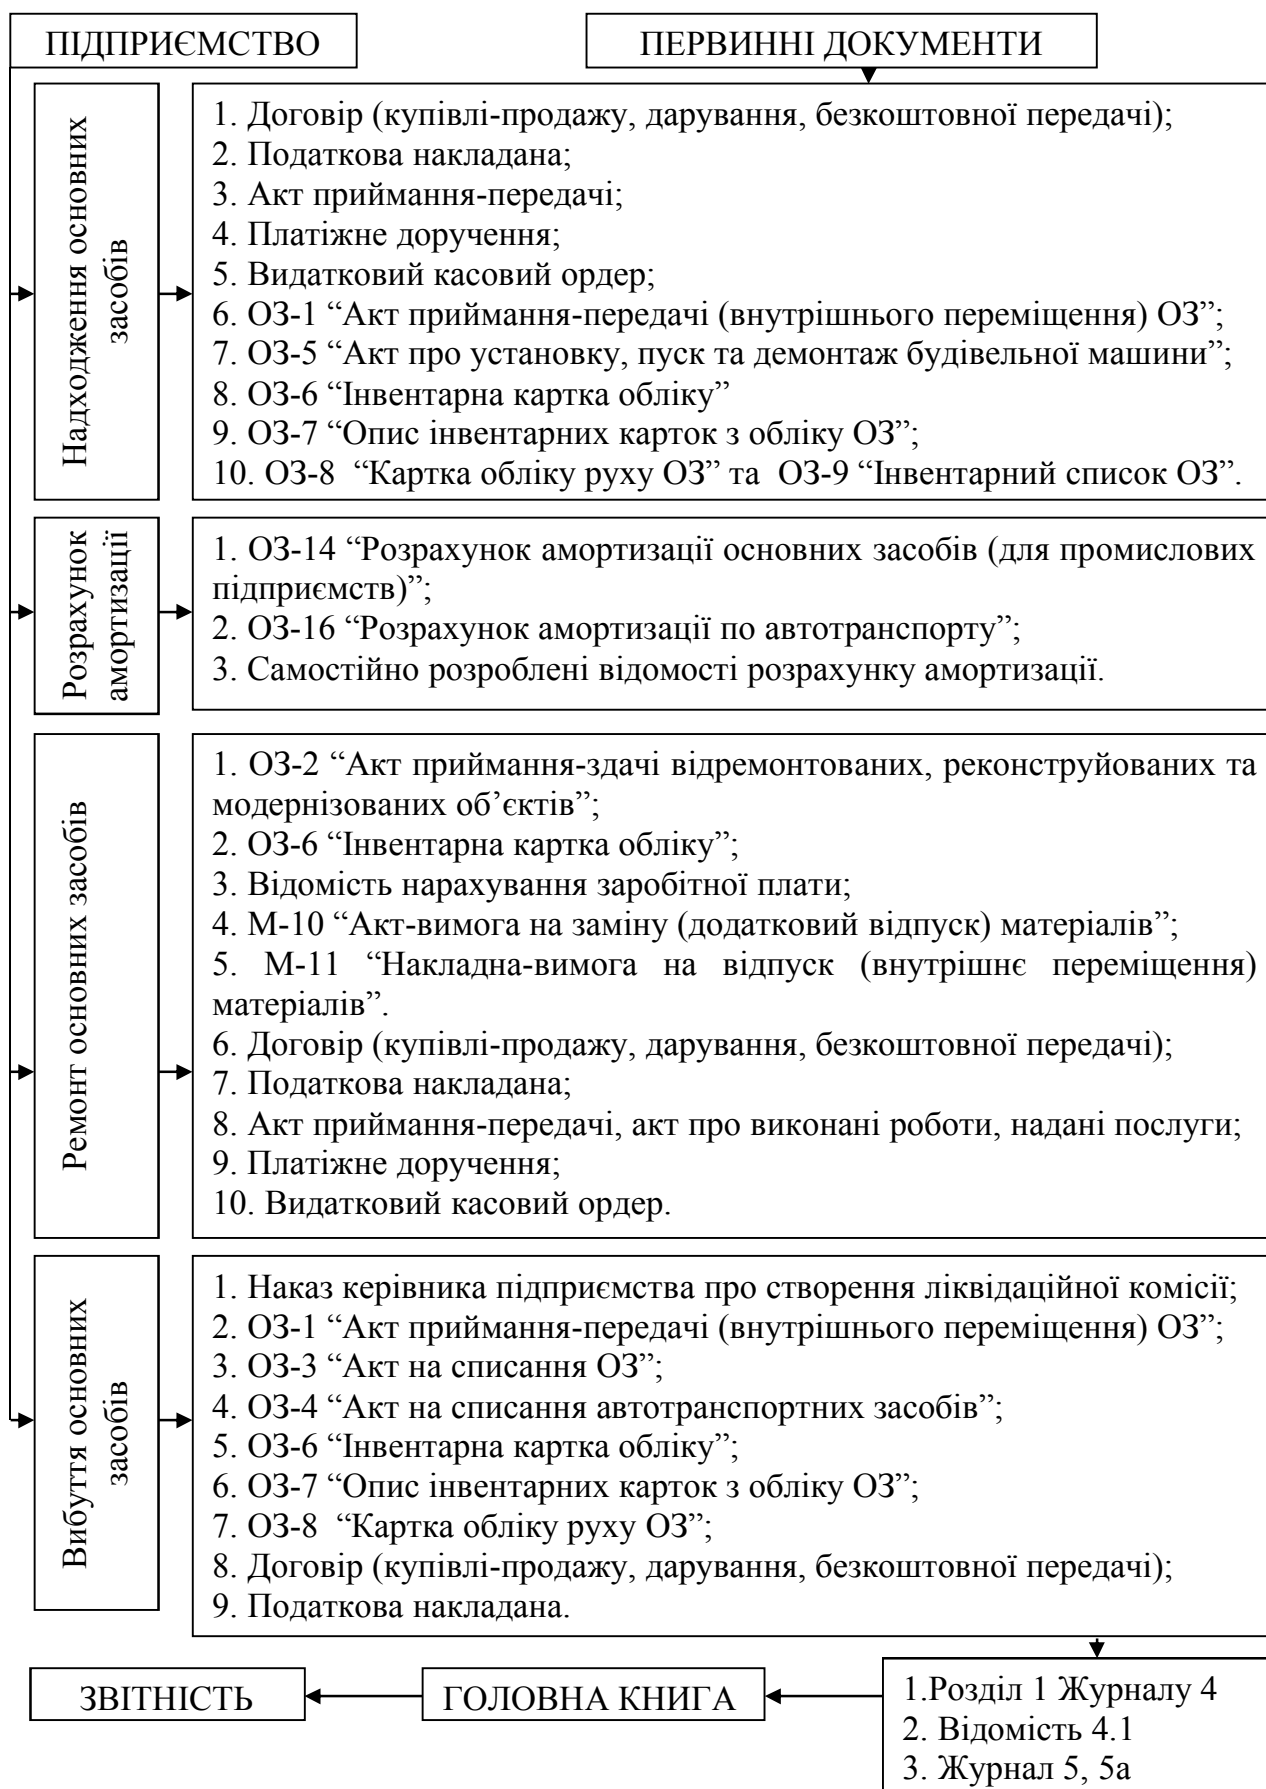 ПІДПРИЄМСТВО
ПЕРВИННІ ДОКУМЕНТИ
Надходження основних
засобів
1. Договір (купівлі-продажу, дарування, безкоштовної передачі);
2. Податкова накладана;
3. Акт приймання-передачі;
4. Платіжне доручення;
5. Видатковий касовий ордер;
6. ОЗ-1 “Акт приймання-передачі (внутрішнього переміщення) ОЗ”;
7. ОЗ-5 “Акт про установку, пуск та демонтаж будівельної машини”;
8. ОЗ-6 “Інвентарна картка обліку”
9. ОЗ-7 “Опис інвентарних карток з обліку ОЗ”;
10. ОЗ-8 “Картка обліку руху ОЗ” та ОЗ-9 “Інвентарний список ОЗ”.
Розрахунок
амортизації
1. ОЗ-14 “Розрахунок амортизації основних засобів (для промислових
підприємств)”;
2. ОЗ-16 “Розрахунок амортизації по автотранспорту”;
3. Самостійно розроблені відомості розрахунку амортизації.
Ремонт основних засобів
1. ОЗ-2 “Акт приймання-здачі відремонтованих, реконструйованих та
модернізованих об’єктів”;
2. ОЗ-6 “Інвентарна картка обліку”;
3. Відомість нарахування заробітної плати;
4. М-10 “Акт-вимога на заміну (додатковий відпуск) матеріалів”;
5. М-11 “Накладна-вимога на відпуск (внутрішнє переміщення)
матеріалів”.
6. Договір (купівлі-продажу, дарування, безкоштовної передачі);
7. Податкова накладана;
8. Акт приймання-передачі, акт про виконані роботи, надані послуги;
9. Платіжне доручення;
10. Видатковий касовий ордер.
Вибуття основних
засобів
1. Наказ керівника підприємства про створення ліквідаційної комісії;
2. ОЗ-1 “Акт приймання-передачі (внутрішнього переміщення) ОЗ”;
3. ОЗ-3 “Акт на списання ОЗ”;
4. ОЗ-4 “Акт на списання автотранспортних засобів”;
5. ОЗ-6 “Інвентарна картка обліку”;
6. ОЗ-7 “Опис інвентарних карток з обліку ОЗ”;
7. ОЗ-8 “Картка обліку руху ОЗ”;
8. Договір (купівлі-продажу, дарування, безкоштовної передачі);
9. Податкова накладана.
ЗВІТНІСТЬ
ГОЛОВНА КНИГА
1.Розділ 1 Журналу 4
2. Відомість 4.1
3. Журнал 5, 5а